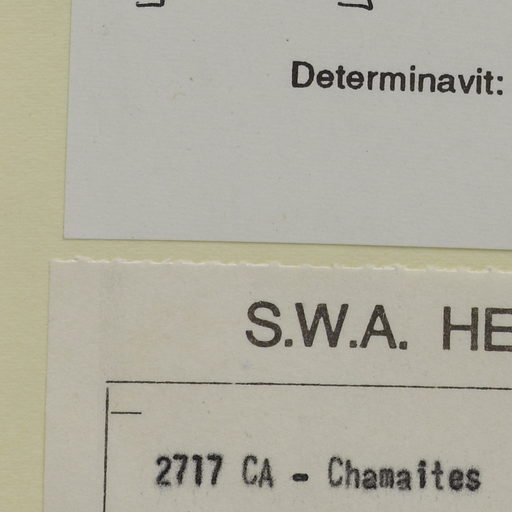 Determinavit:
S.W.A. HE
2717 CA - Chamaites